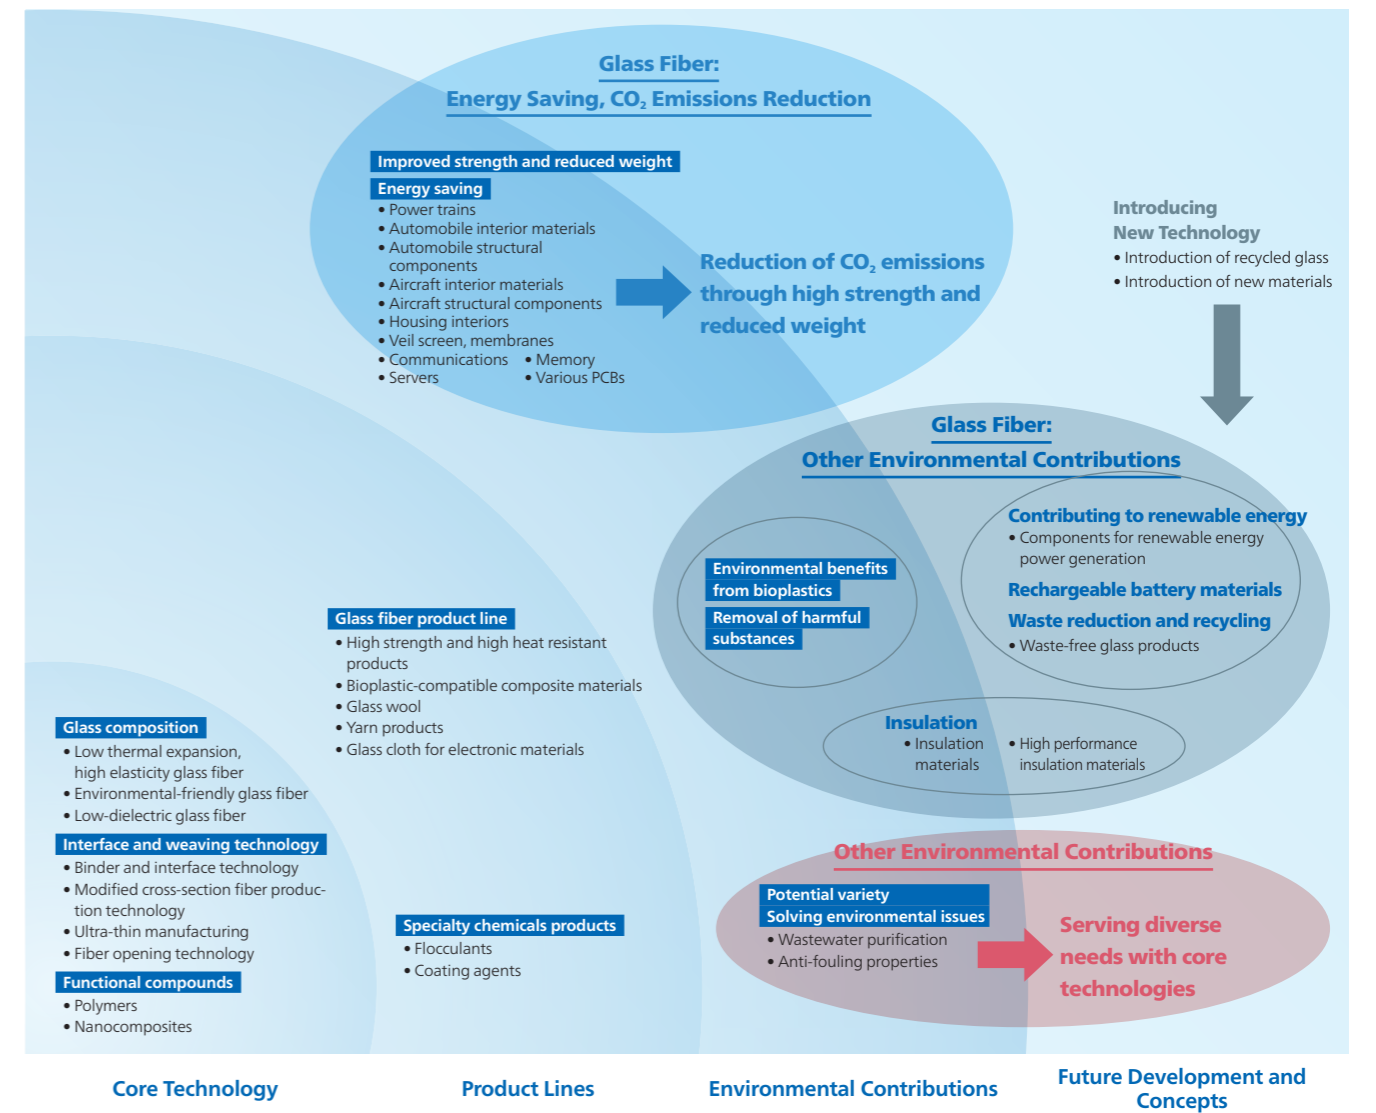 Glass Fiber:
Energy Saving, CO₂ Emissions Reduction
Improved strength and reduced weight
Energy saving
• Power trains
• Automobile interior materials
• Automobile structural
components
• Aircraft interior materials
• Aircraft structural components
• Housing interiors
• Veil screen, membranes
• Communications • Memory
• Servers • Various PCBs
Reduction of CO₂ emissions
through high strength and
reduced weight
Introducing
New Technology
• Introduction of recycled glass
• Introduction of new materials
Glass Fiber:
Other Environmental Contributions
Environmental benefits
from bioplastics
Removal of harmful
substances
Contributing to renewable energy
• Components for renewable energy
power generation
Rechargeable battery materials
Waste reduction and recycling
• Waste-free glass products
Insulation
• Insulation
materials
• High performance
insulation materials
Glass fiber product line
• High strength and high heat resistant
products
• Bioplastic-compatible composite materials
• Glass wool
• Yarn products
• Glass cloth for electronic materials
Glass composition
• Low thermal expansion,
high elasticity glass fiber
• Environmental-friendly glass fiber
• Low-dielectric glass fiber
Interface and weaving technology
• Binder and interface technology
• Modified cross-section fiber produc-
tion technology
• Ultra-thin manufacturing
• Fiber opening technology
Functional compounds
• Polymers
• Nanocomposites
Specialty chemicals products
• Flocculants
• Coating agents
Other Environmental Contributions
Potential variety
Solving environmental issues
• Wastewater purification
• Anti-fouling properties
Serving diverse
needs with core
technologies
Core Technology
Product Lines
Environmental Contributions
Future Development and
Concepts